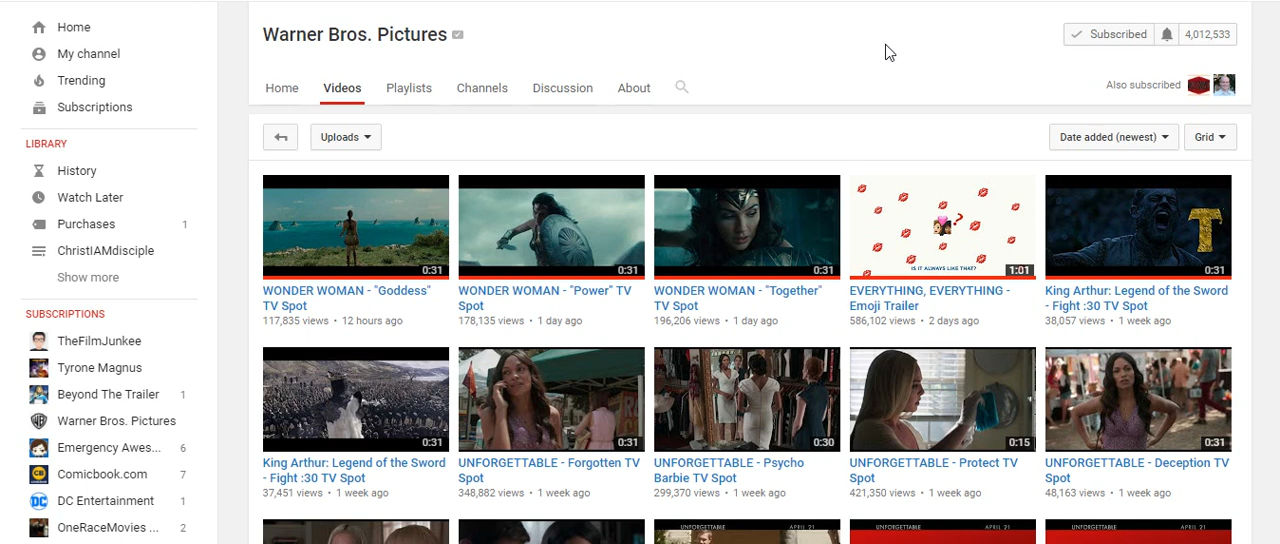 Home
My channel
Trending
Subscriptions
LIBRARY
History
Watch Later
Purchases 1
ChristIAMdisciple
Show more
SUBSCRIPTIONS
TheFilmJunkee
Tyrone Magnus
Beyond The Trailer 1
Warner Bros. Pictures
Emergency Awes... 6
Comicbook.com 7
DC Entertainment 1
OneRaceMovies ... 2
Warner Bros. Pictures
Subscribed 4,012,533
Home Videos Playlists Channels Discussion About
Also subscribed
Uploads Date added (newest) Grid
0:31
WONDER WOMAN - "Goddess"
TV Spot
117,835 views • 12 hours ago
0:31
WONDER WOMAN - "Power" TV
Spot
178,135 views • 1 day ago
0:31
WONDER WOMAN - "Together"
TV Spot
196,206 views • 1 day ago
?
IS IT ALWAYS LIKE THAT?
1:01
EVERYTHING, EVERYTHING -
Emoji Trailer
586,102 views • 2 days ago
T
0:31
King Arthur: Legend of the Sword
- Fight :30 TV Spot
38,057 views • 1 week ago
0:31
King Arthur: Legend of the Sword
- Fight :30 TV Spot
37,451 views • 1 week ago
0:31
UNFORGETTABLE - Forgotten TV
Spot
348,882 views • 1 week ago
0:30
UNFORGETTABLE - Psycho
Barbie TV Spot
299,370 views • 1 week ago
0:15
UNFORGETTABLE - Protect TV
Spot
421,350 views • 1 week ago
0:31
UNFORGETTABLE - Deception TV
Spot
48,163 views • 1 week ago
UNFORGETTABLE APRIL 21
UNFORGETTABLE APRIL 21
UNFORGETTABLE APRIL 21